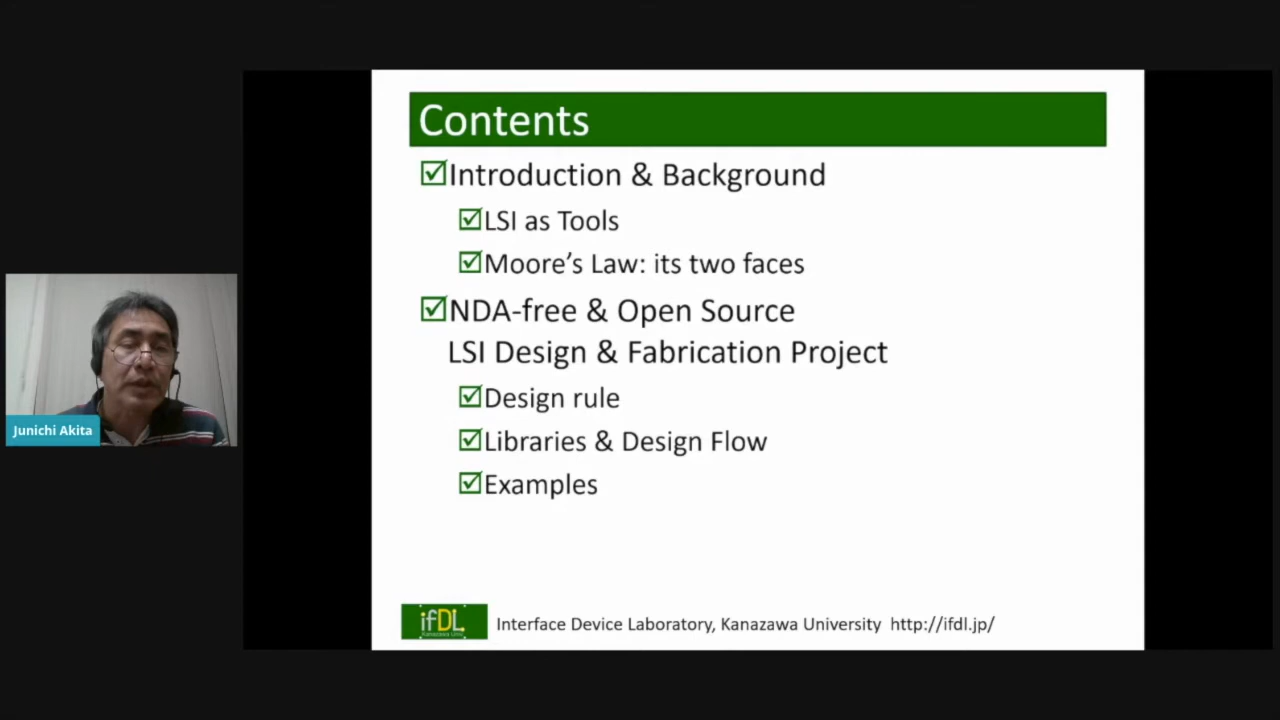 Contents
Introduction & Background
LSI as Tools
Moore's Law: its two faces
NDA-free & Open Source
LSI Design & Fabrication Project
Design rule
Libraries & Design Flow
Examples
Junichi Akita
ifDL
Kanazawa Univ.
Interface Device Laboratory, Kanazawa University http://ifdl.jp/